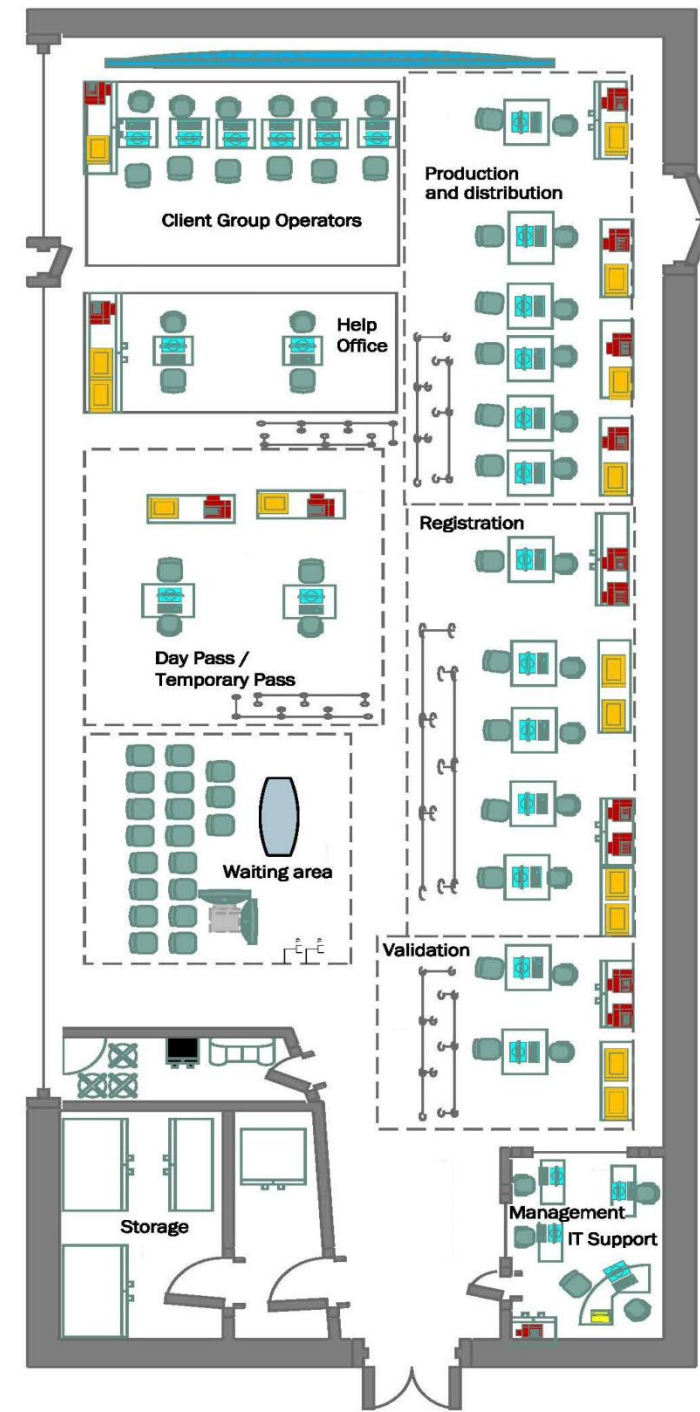 Client Group Operators
Production
and distribution
Help
Office
Registration
Day Pass /
Temporary Pass
Waiting area
Validation
Storage
Management
IT Support